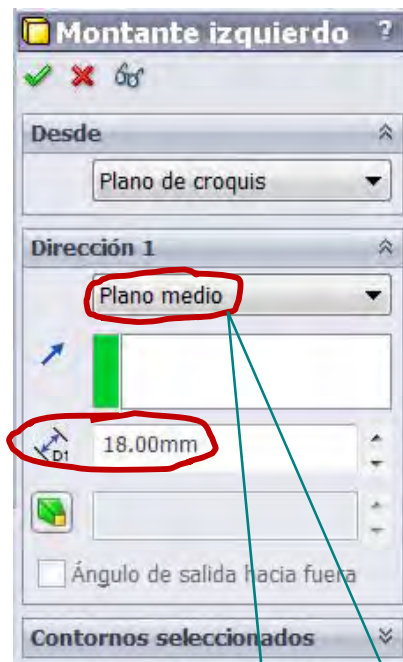 Montante izquierdo ?
Desde
Plano de croquis
Dirección 1
Plano medio
D1 18.00mm
Ángulo de salida hacia fuera
Contornos seleccionados